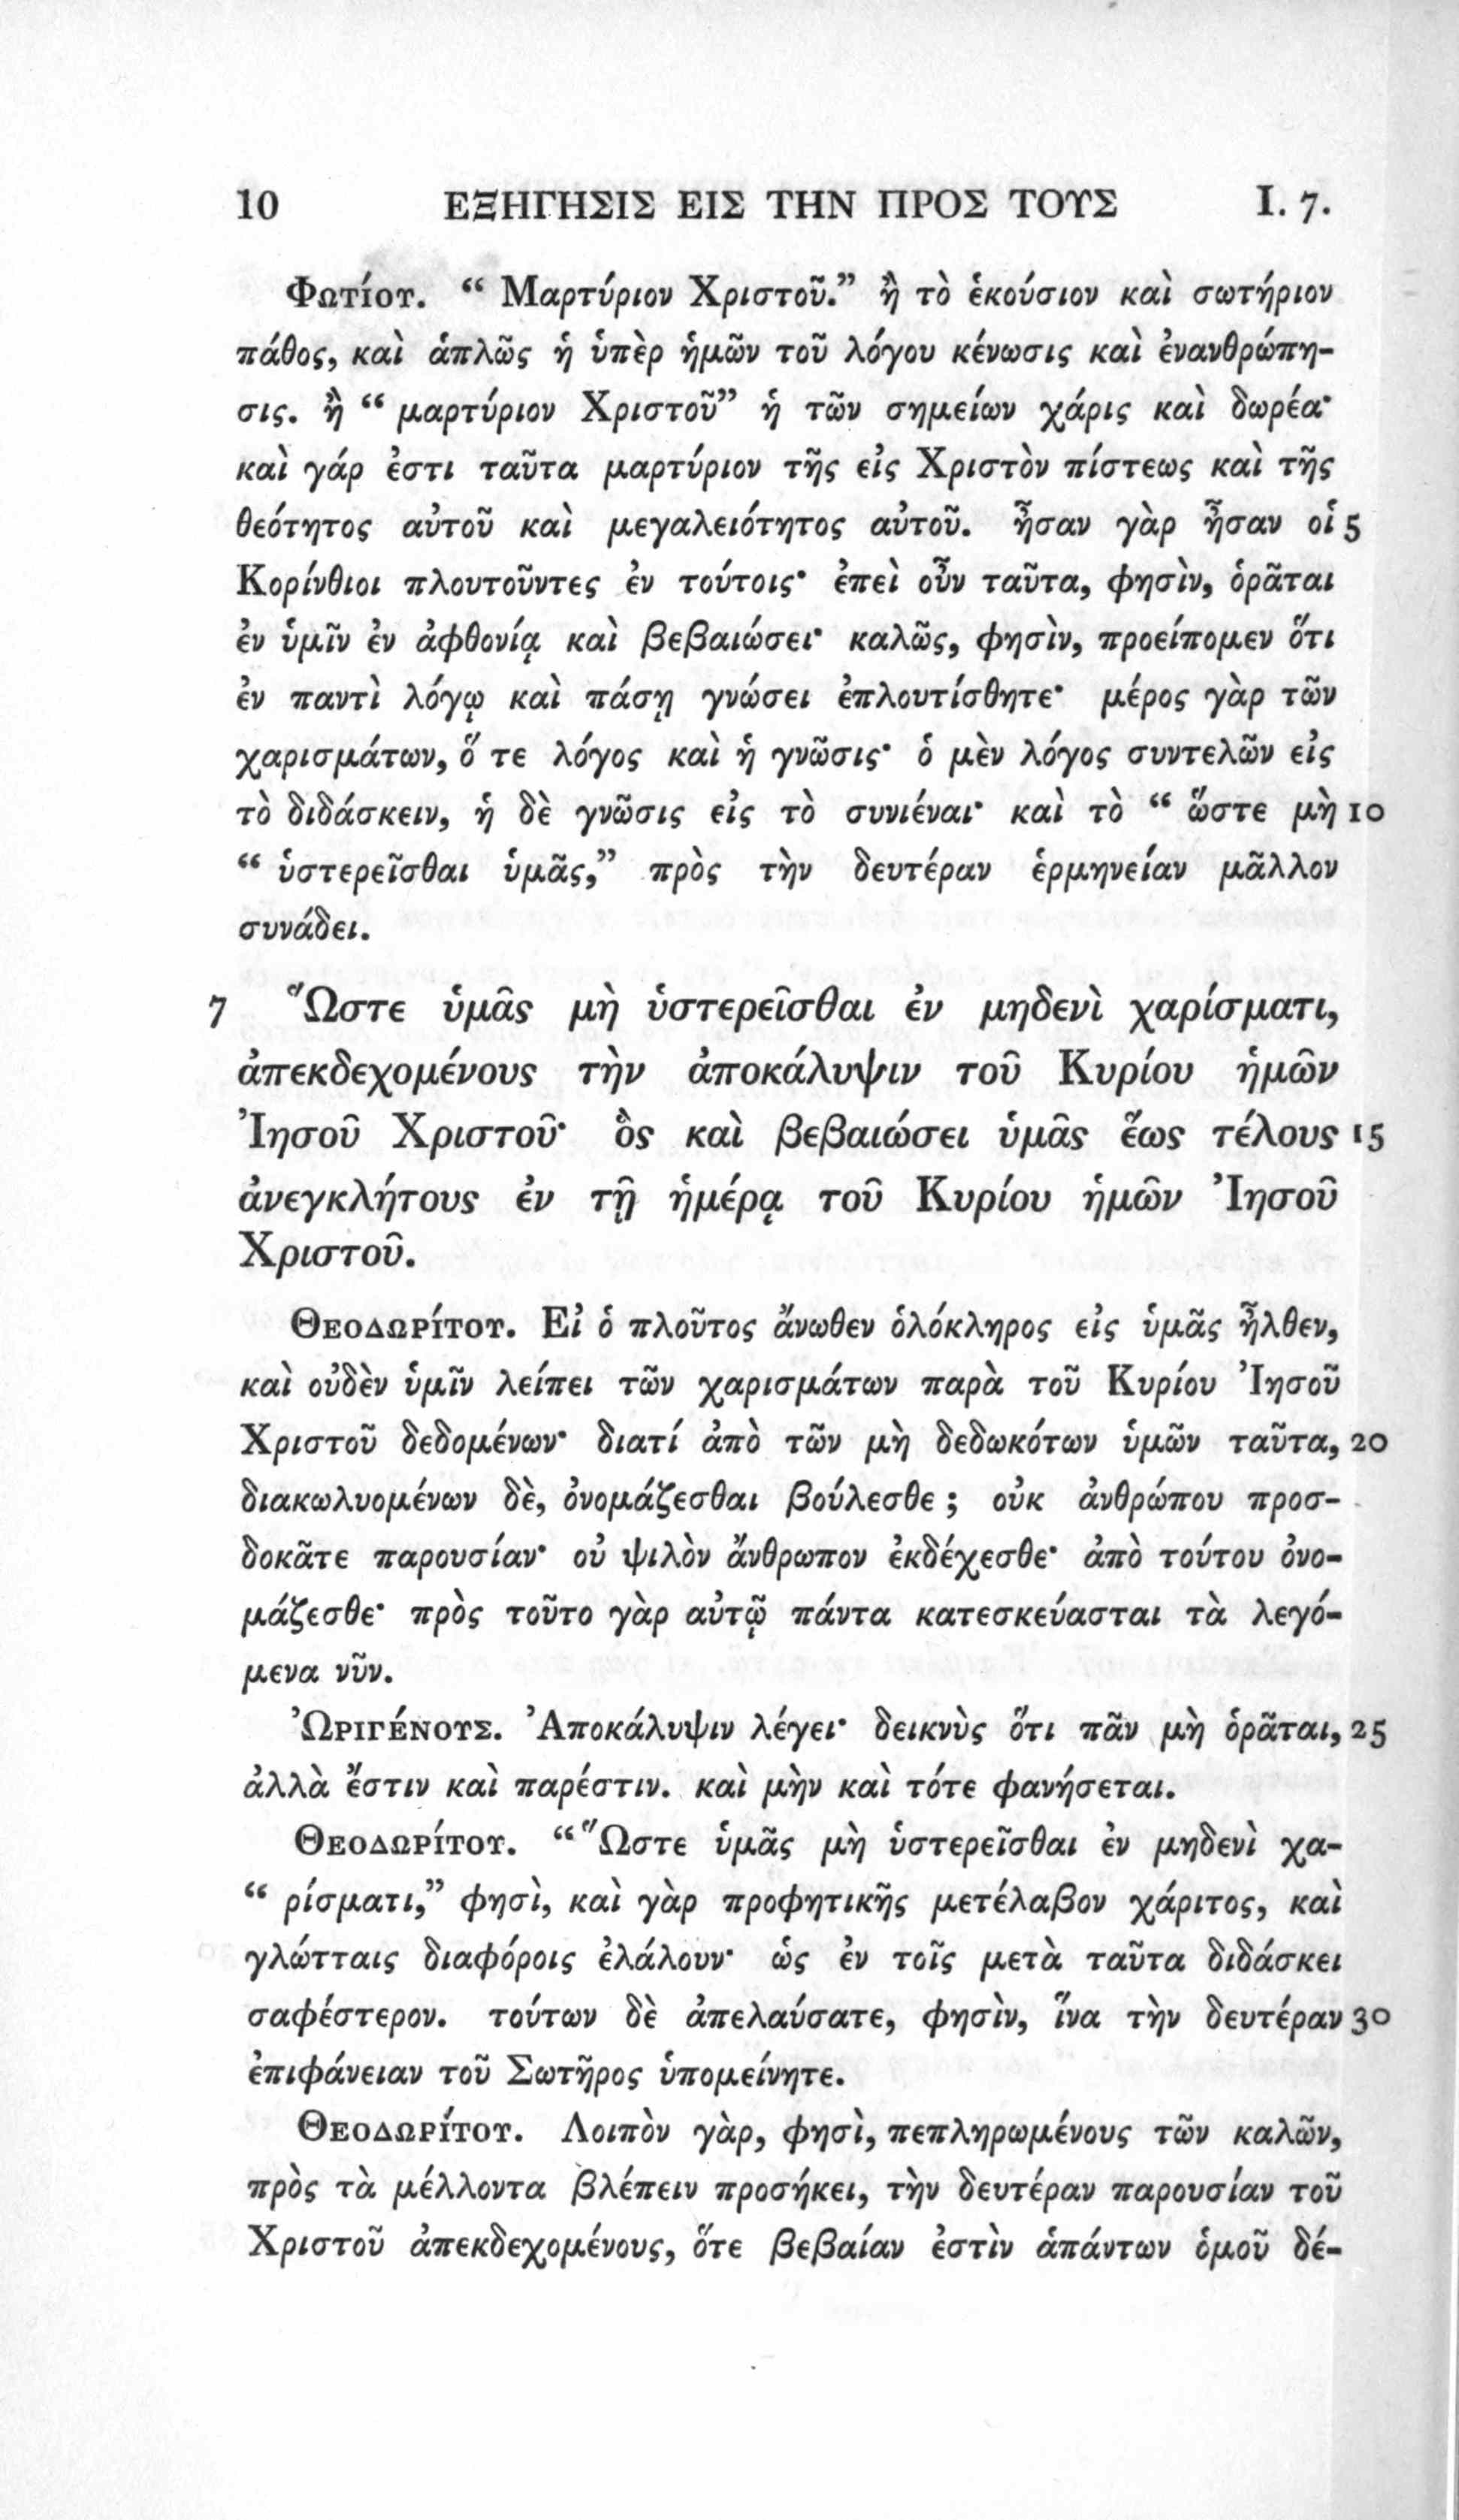 10 ΕΞΗΓΗΣΙΣ ΕΙΣ ΤΗΝ ΠΡΟΣ ΤΟΥΣ I. 7.
Φωτίου. “ Μαρτύριον Χριστοῦ.” ἢ τὸ ἑκούσιον καὶ σωτήριον
πάθος, καὶ ἁπλῶς ἡ ὑπὲρ ἡμῶν τοῦ λόγου κένωσις καὶ ἐνανθρώπη-
σις. ἢ “ μαρτύριον Χριστοῦ” ἡ τῶν σημείων χάρις καὶ δωρέα·
καὶ γάρ ἐστι ταῦτα μαρτύριον τῆς εἰς Χριστὸν πίστεως καὶ τῆς
θεότητος αὐτοῦ καὶ μεγαλειότητος αὐτοῦ. ἦσαν γὰρ ἦσαν οἱ 5
Κορίνθιοι πλουτοῦντες ἐν τούτοις· ἐπεὶ οὖν ταῦτα, φησὶν, ὁρᾶται
ἐν ὑμῖν ἐν ἀφθονίᾳ καὶ βεβαιώσει· καλῶς, φησὶν, προείπομεν ὅτι
ἐν παντὶ λόγῳ καὶ πάσῃ γνώσει ἐπλουτίσθητε· μέρος γὰρ τῶν
χαρισμάτων, ὅ τε λόγος καὶ ἡ γνῶσις· ὁ μὲν λόγος συντελῶν εἰς
τὸ διδάσκειν, ἡ δὲ γνῶσις εἰς τὸ συνιέναι· καὶ τὸ “ ὥστε μὴ 10
“ ὑστερεῖσθαι ὑμᾶς,” πρὸς τὴν δευτέραν ἑρμηνείαν μᾶλλον
συνάδει.
7 Ὥστε ὑμᾶς μὴ ὑστερεῖσθαι ἐν μηδενὶ χαρίσματι,
ἀπεκδεχομένους τὴν ἀποκάλυψιν τοῦ Κυρίου ἡμῶν
Ἰησοῦ Χριστοῦ· ὃς καὶ βεβαιώσει ὑμᾶς ἕως τέλους 15
ἀνεγκλήτους ἐν τῇ ἡμέρᾳ τοῦ Κυρίου ἡμῶν Ἰησοῦ
Χριστοῦ.
Θεοδωρίτου. Εἰ ὁ πλοῦτος ἄνωθεν ὁλόκληρος εἰς ὑμᾶς ἦλθεν,
καὶ οὐδὲν ὑμῖν λείπει τῶν χαρισμάτων παρὰ τοῦ Κυρίου Ἰησοῦ
Χριστοῦ δεδομένων· διατί ἀπὸ τῶν μὴ δεδωκότων ὑμῶν ταῦτα, 20
διακωλυομένων δὲ, ὀνομάζεσθαι βούλεσθε ; οὐκ ἀνθρώπου προσ-
δοκᾶτε παρουσίαν· οὐ ψιλὸν ἄνθρωπον ἐκδέχεσθε· ἀπὸ τούτου ὀνο-
μάζεσθε· πρὸς τοῦτο γὰρ αὐτῷ πάντα κατεσκεύασται τὰ λεγό-
μενα νῦν.
Ὠριγένους. Ἀποκάλυψιν λέγει· δεικνὺς ὅτι πᾶν μὴ ὁρᾶται, 25
ἀλλὰ ἔστιν καὶ παρέστιν. καὶ μὴν καὶ τότε φανήσεται.
Θεοδωρίτου. “Ὥστε ὑμᾶς μὴ ὑστερεῖσθαι ἐν μηδενὶ χα-
“ ρίσματι,” φησὶ, καὶ γὰρ προφητικῆς μετέλαβον χάριτος, καὶ
γλώτταις διαφόροις ἐλάλουν· ὡς ἐν τοῖς μετὰ ταῦτα διδάσκει
σαφέστερον. τούτων δὲ ἀπελαύσατε, φησὶν, ἵνα τὴν δευτέραν 30
ἐπιφάνειαν τοῦ Σωτῆρος ὑπομείνητε.
Θεοδωρίτου. Λοιπὸν γὰρ, φησὶ, πεπληρωμένους τῶν καλῶν,
πρὸς τὰ μέλλοντα βλέπειν προσήκει, τὴν δευτέραν παρουσίαν τοῦ
Χριστοῦ ἀπεκδεχομένους, ὅτε βεβαίαν ἐστὶν ἁπάντων ὁμοῦ δέ-